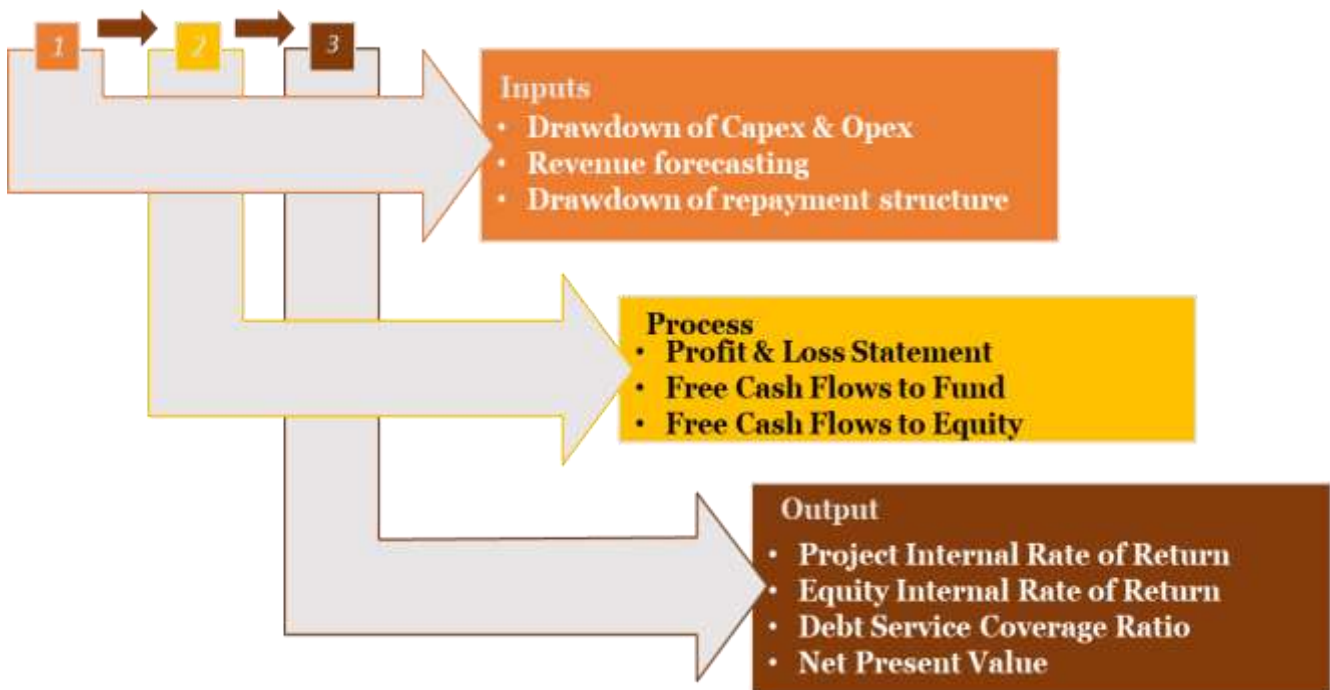 1
2
3
Inputs
• Drawdown of Capex & Opex
• Revenue forecasting
• Drawdown of repayment structure
Process
• Profit & Loss Statement
• Free Cash Flows to Fund
• Free Cash Flows to Equity
Output
• Project Internal Rate of Return
• Equity Internal Rate of Return
• Debt Service Coverage Ratio
• Net Present Value